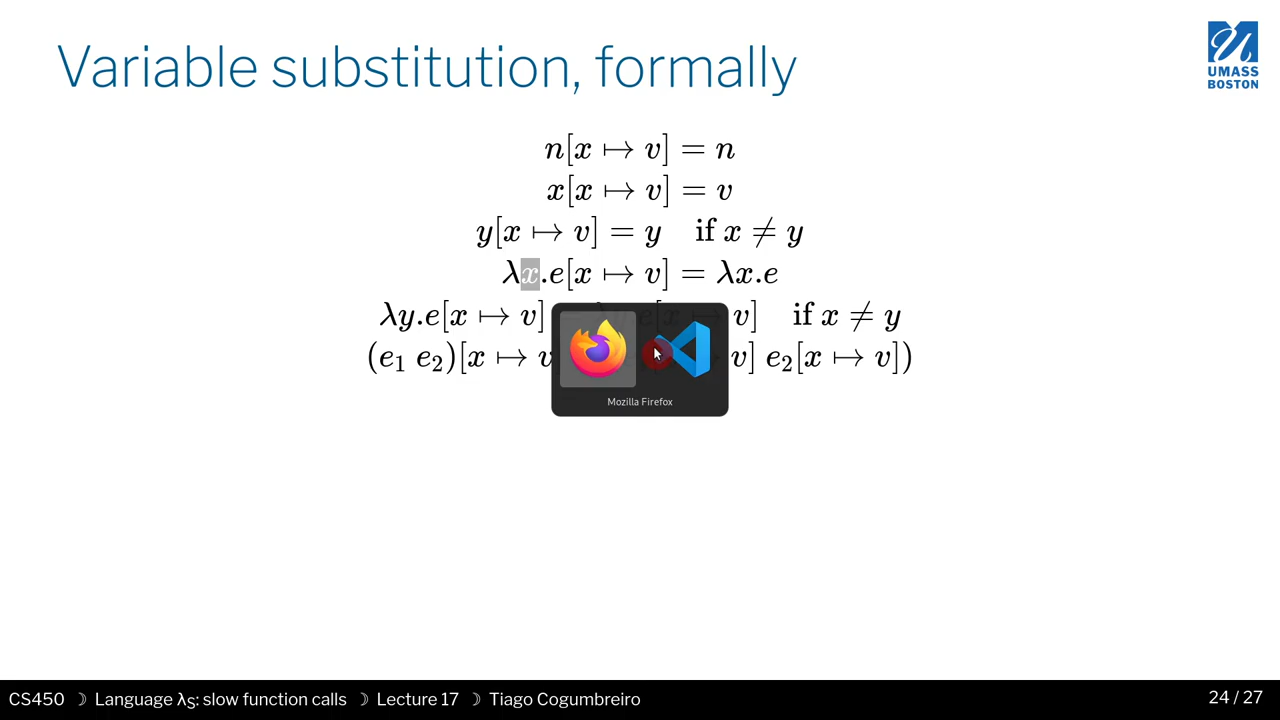 Variable substitution, formally
UMASS
BOSTON
n[x ↦ v] = n
x[x ↦ v] = v
y[x ↦ v] = y if x ≠ y
λx.e[x ↦ v] = λx.e
λy.e[x ↦ v] v] if x ≠ y
(e₁ e₂)[x ↦ v v] e₂[x ↦ v])
Mozilla Firefox
CS450 ☽ Language λS: slow function calls ☽ Lecture 17 ☽ Tiago Cogumbreiro
24 / 27